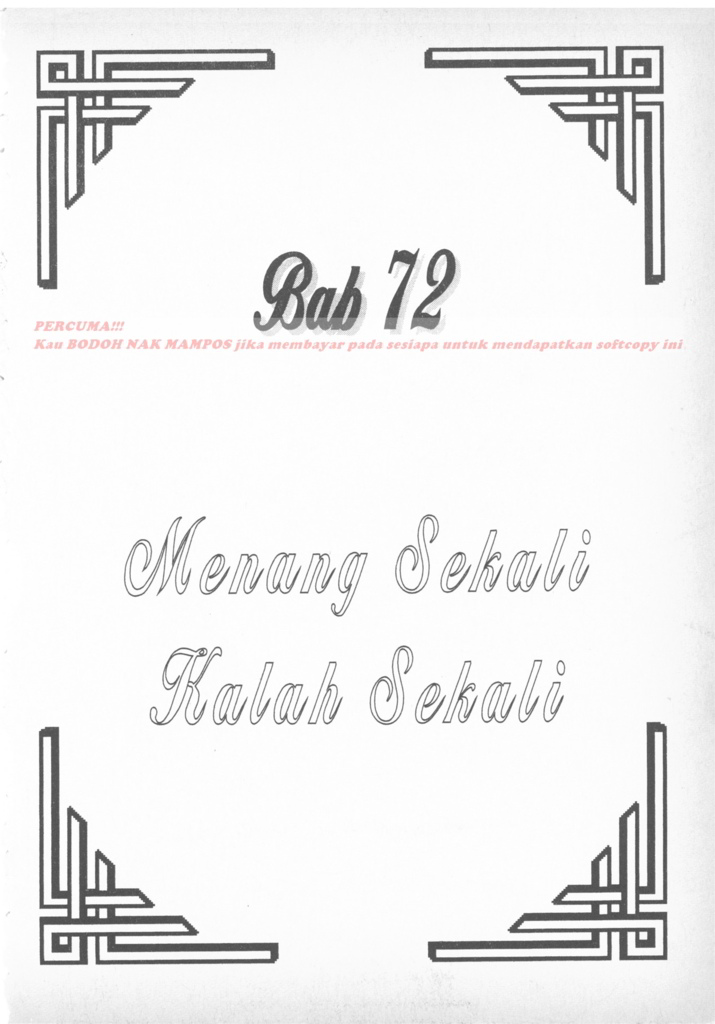 Bab 72
PERCUMA!!!
Kau BODOH NAK MAMPOS jika membayar pada sesiapa untuk mendapatkan softcopy ini
Menang Sekali
Kalah Sekali